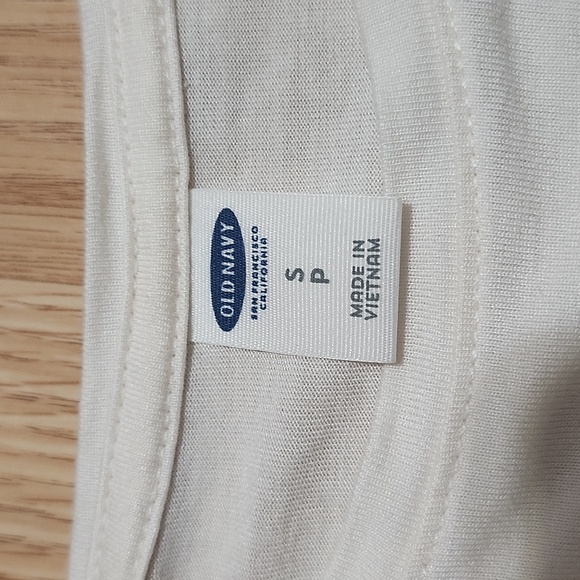 OLD NAVY
SAN FRANCISCO
CALIFORNIA
S
P
MADE IN
VIETNAM